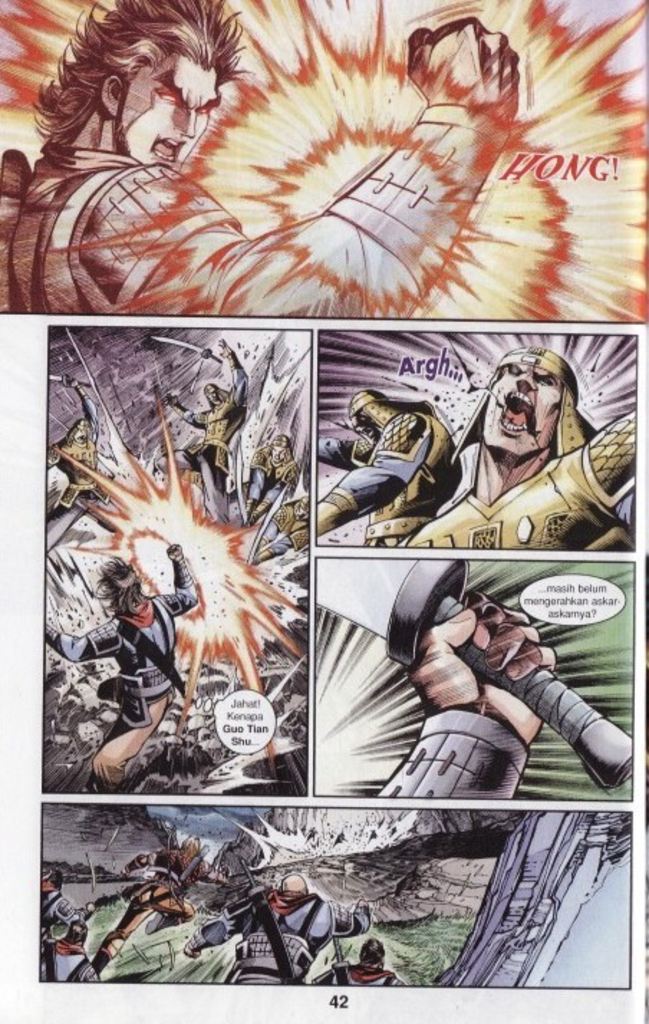 HONG!
Argh...
Jahat!
Kenapa
Guo Tian
Shu...
...masih belum
mengerahkan askar-
askarnya?
42